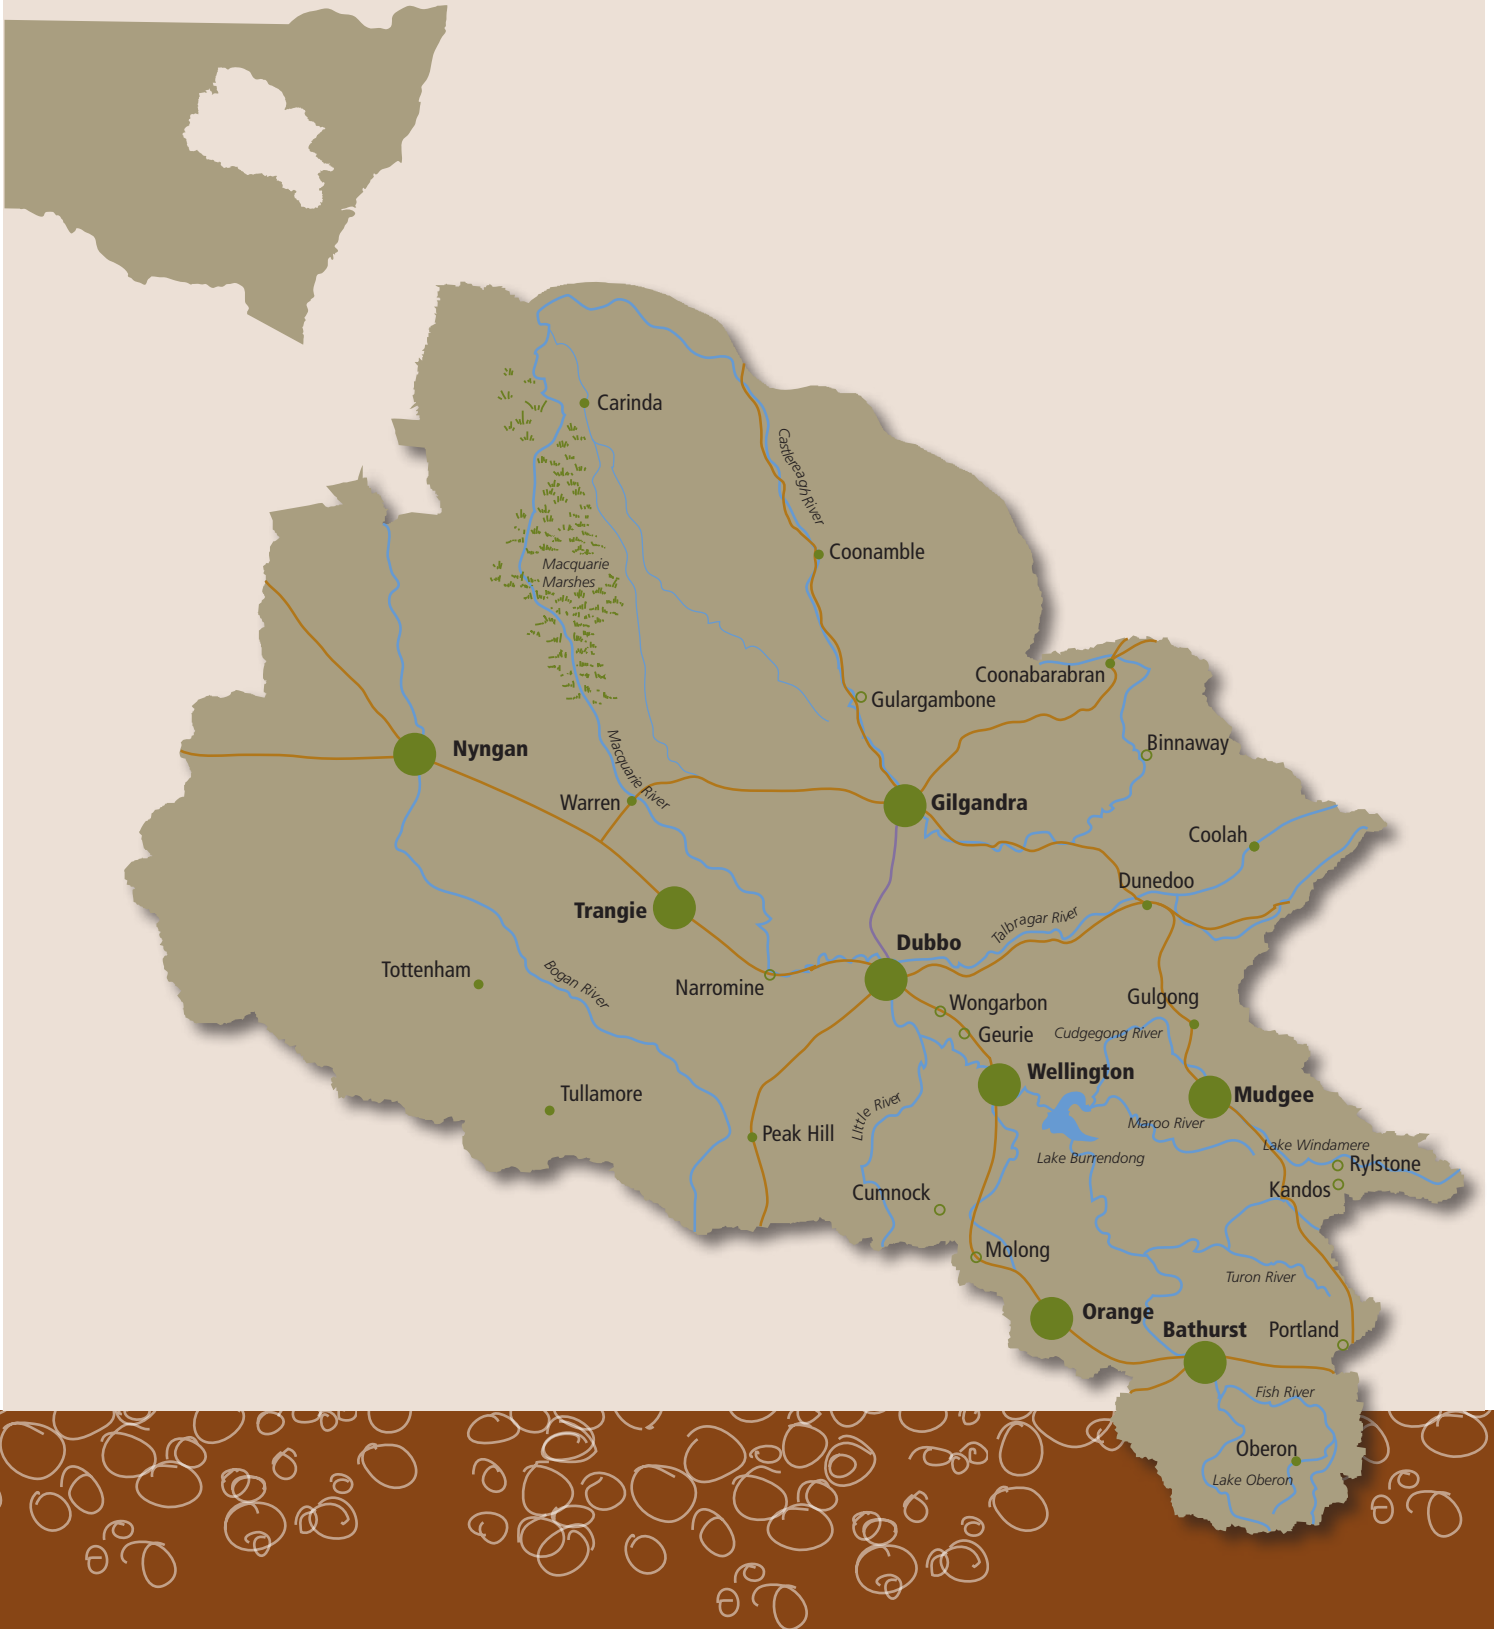 Carinda
Castlereagh River
Coonamble
Macquarie
Marshes
Coonabarabran
Gulargambone
Binnaway
Nyngan
Macquarie River
Warren
Gilgandra
Coolah
Dunedoo
Trangie
Talbragar River
Dubbo
Tottenham
Bogan River
Narromine
Wongarbon
Gulgong
Geurie
Cudgegong River
Wellington
Tullamore
Mudgee
Little River
Maroo River
Peak Hill
Lake Windamere
Lake Burrendong
Rylstone
Cumnock
Kandos
Molong
Turon River
Orange
Bathurst
Portland
Fish River
Oberon
Lake Oberon